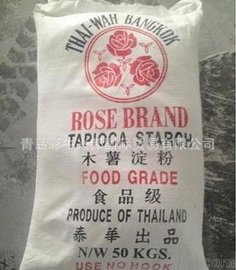 THAI-WAH BANGKOK
ROSE BRAND
TAPIOCA STARCH
木薯淀粉
FOOD GRADE
食品级
PRODUCE OF THAILAND
泰華出品
N/W 50 KGS.
USE NO HOOK